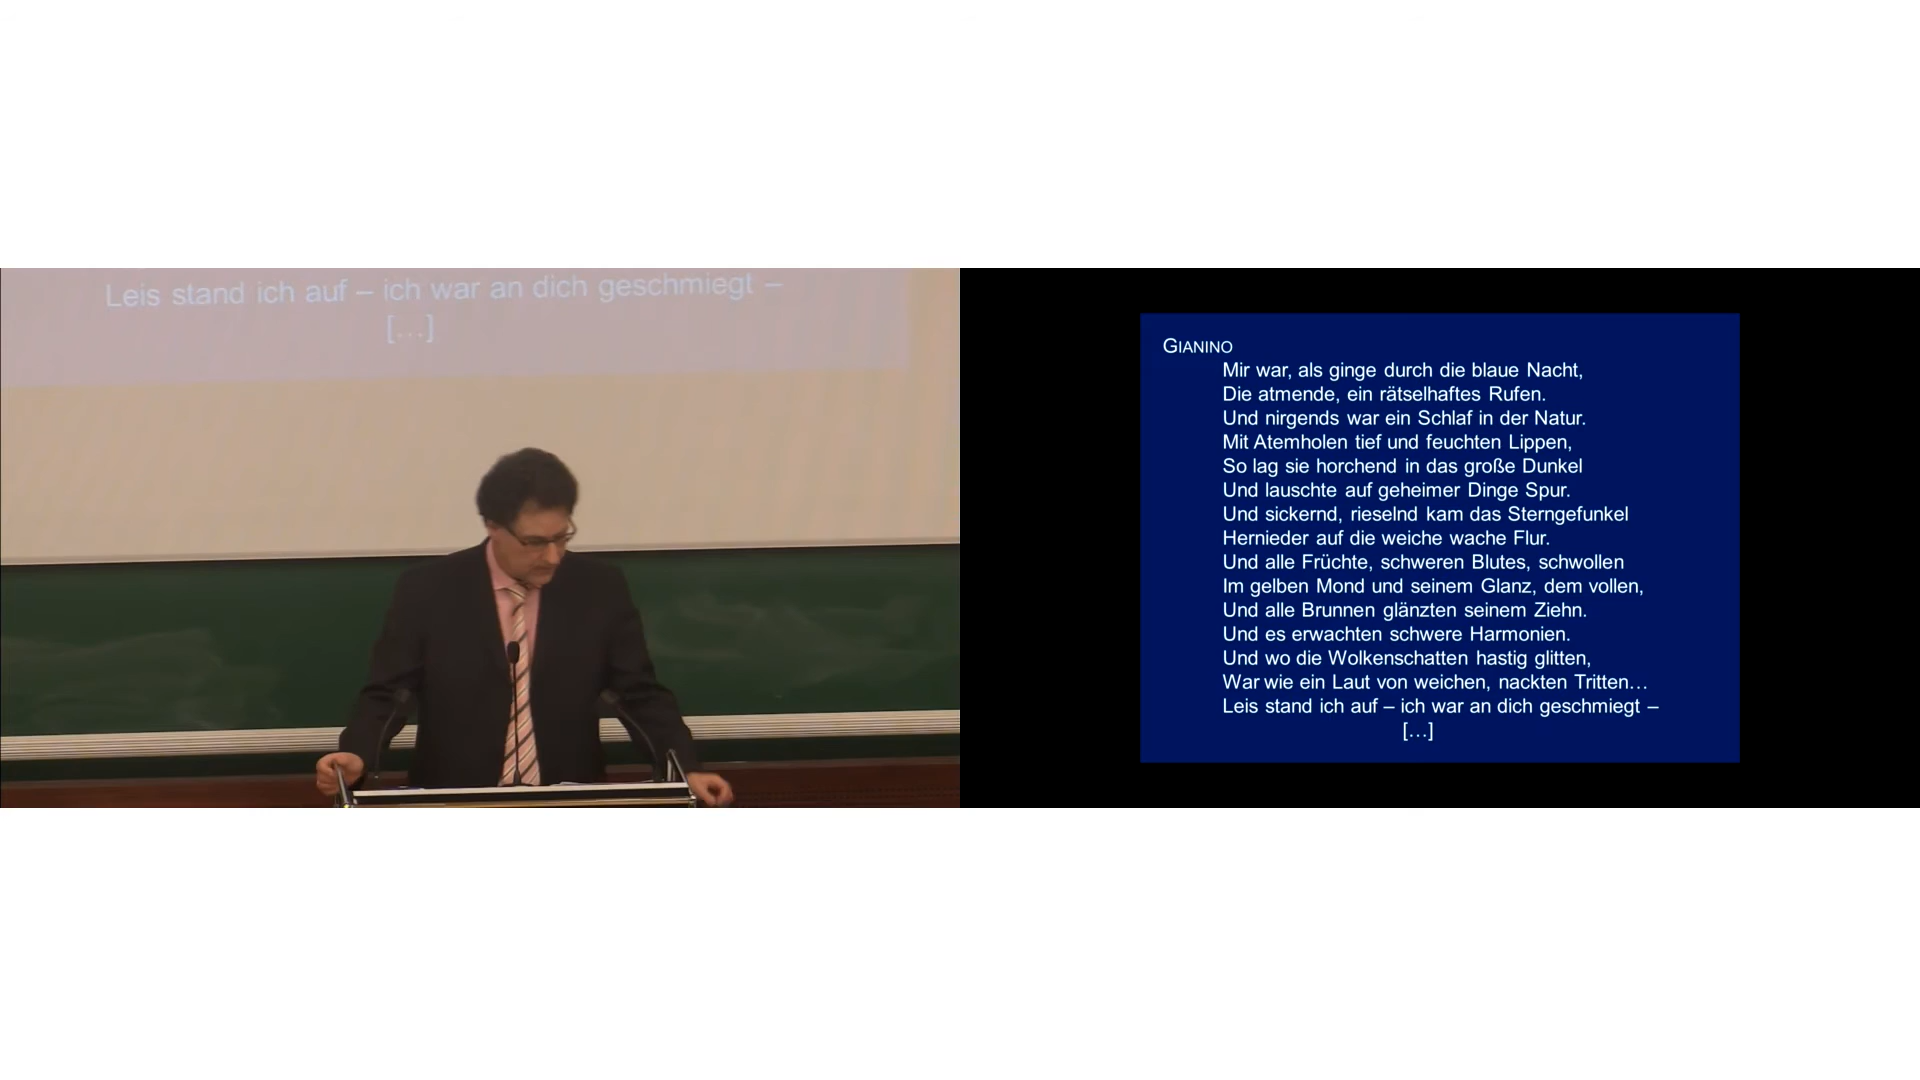 Leis stand ich auf – ich war an dich geschmiegt –
[…]
GIANINO
Mir war, als ginge durch die blaue Nacht,
Die atmende, ein rätselhaftes Rufen.
Und nirgends war ein Schlaf in der Natur.
Mit Atemholen tief und feuchten Lippen,
So lag sie horchend in das große Dunkel
Und lauschte auf geheimer Dinge Spur.
Und sickernd, rieselnd kam das Sterngefunkel
Hernieder auf die weiche wache Flur.
Und alle Früchte, schweren Blutes, schwollen
Im gelben Mond und seinem Glanz, dem vollen,
Und alle Brunnen glänzten seinem Ziehn.
Und es erwachten schwere Harmonien.
Und wo die Wolkenschatten hastig glitten,
War wie ein Laut von weichen, nackten Tritten…
Leis stand ich auf – ich war an dich geschmiegt –
[…]